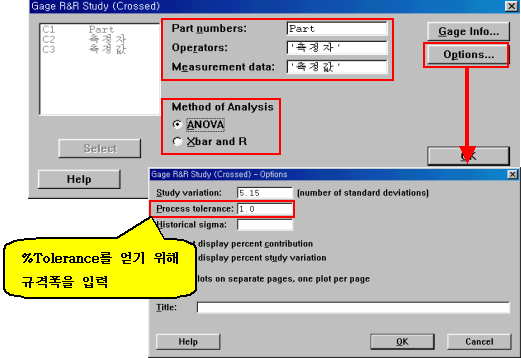 Gage R&R Study (Crossed)
C1 Part
C2 측정자
C3 측정값
Part numbers: Part
Operators: '측정자'
Measurement data: '측정값'
Gage Info...
Options...
Method of Analysis
ANOVA
Xbar and R
Select
Help
OK
Gage R&R Study (Crossed) - Options
Study variation: 5.15 (number of standard deviations)
Process tolerance: 1.0
Historical sigma:
display percent contribution
display percent study variation
on separate pages, one plot per page
Title:
Help
OK
Cancel
%Tolerance를 얻기 위해
규격폭을 입력